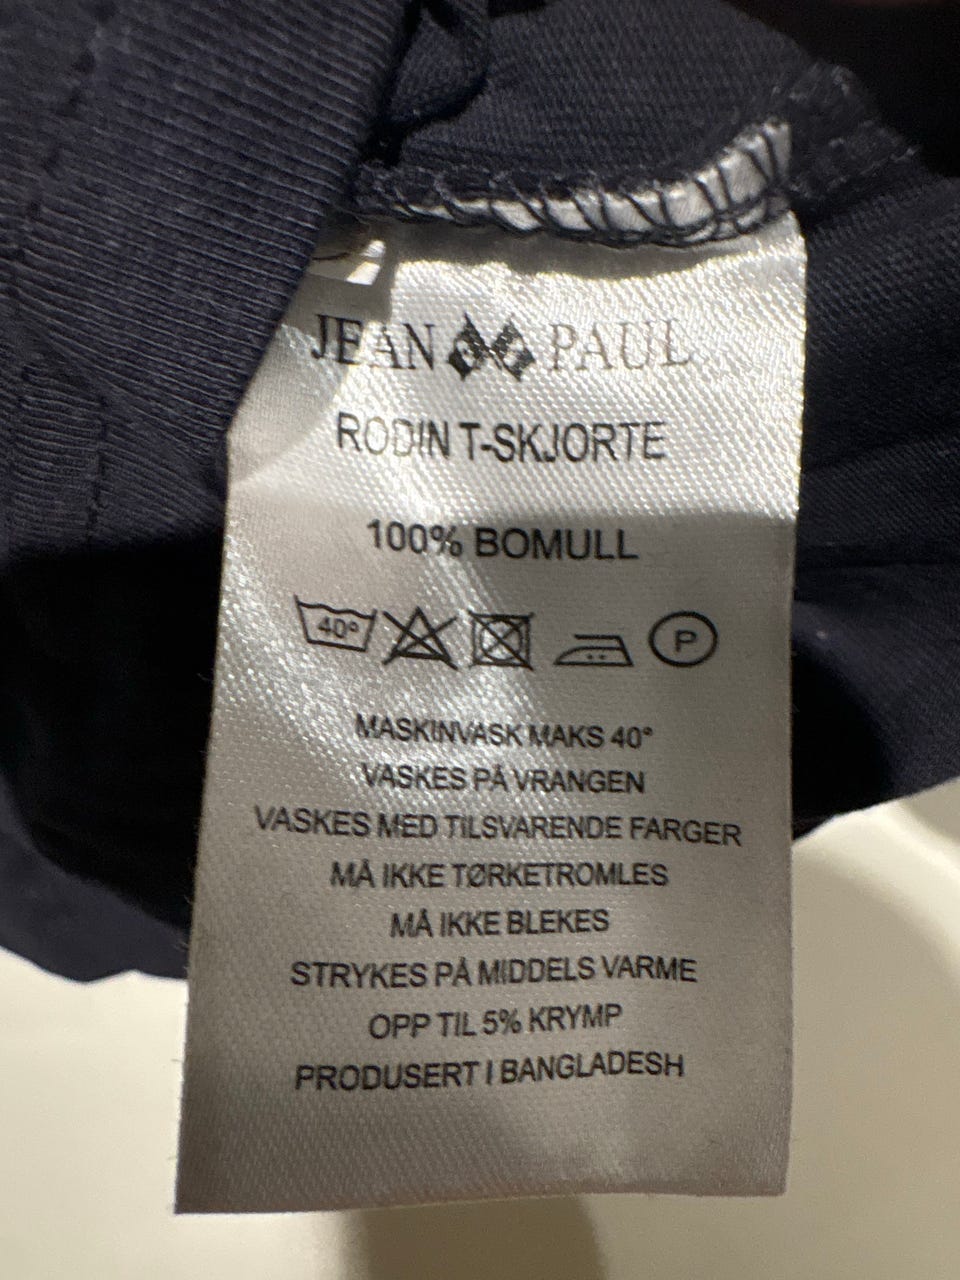 JEAN PAUL
RODIN T-SKJORTE
100% BOMULL
40° P
MASKINVASK MAKS 40°
VASKES PÅ VRANGEN
VASKES MED TILSVARENDE FARGER
MÅ IKKE TØRKETROMLES
MÅ IKKE BLEKES
STRYKES PÅ MIDDELS VARME
OPP TIL 5% KRYMP
PRODUSERT I BANGLADESH